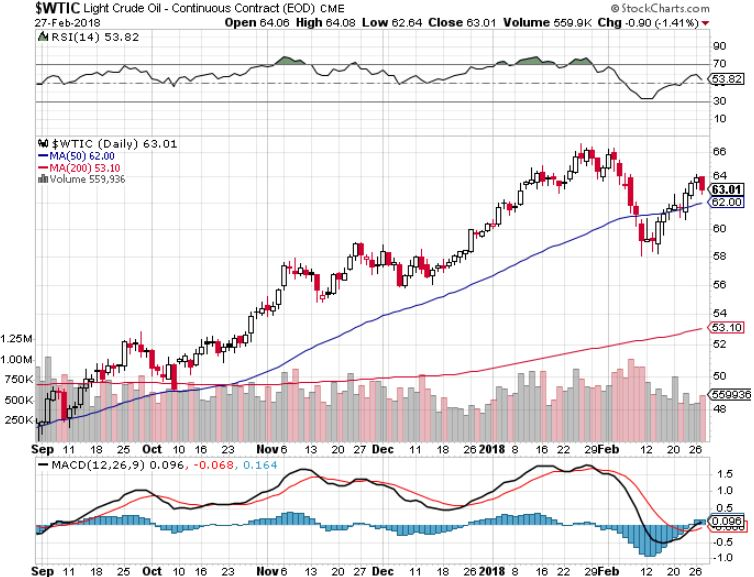 $WTIC Light Crude Oil - Continuous Contract (EOD) CME © StockCharts.com
27-Feb-2018 Open 64.06 High 64.08 Low 62.64 Close 63.01 Volume 559.9K Chg -0.90 (-1.41%)
RSI(14) 53.82
90
70
53.82
30
10
$WTIC (Daily) 63.01
MA(50) 62.00
MA(200) 53.10
Volume 559,936
66
64
63.01
62.00
60
58
56
54
53.10
52
50
559936
48
1.25M
1.00M
750K
500K
250K
Sep 11 18 25 Oct 9 16 23 Nov 13 20 27 Dec 11 18 26 2018 8 16 22 29 Feb 12 20 26
MACD(12,26,9) 0.096, -0.068, 0.164
1.5
1.0
0.5
0.096
-0.5
-1.0
Sep 11 18 25 Oct 9 16 23 Nov 13 20 27 Dec 11 18 26 2018 8 16 22 29 Feb 12 20 26